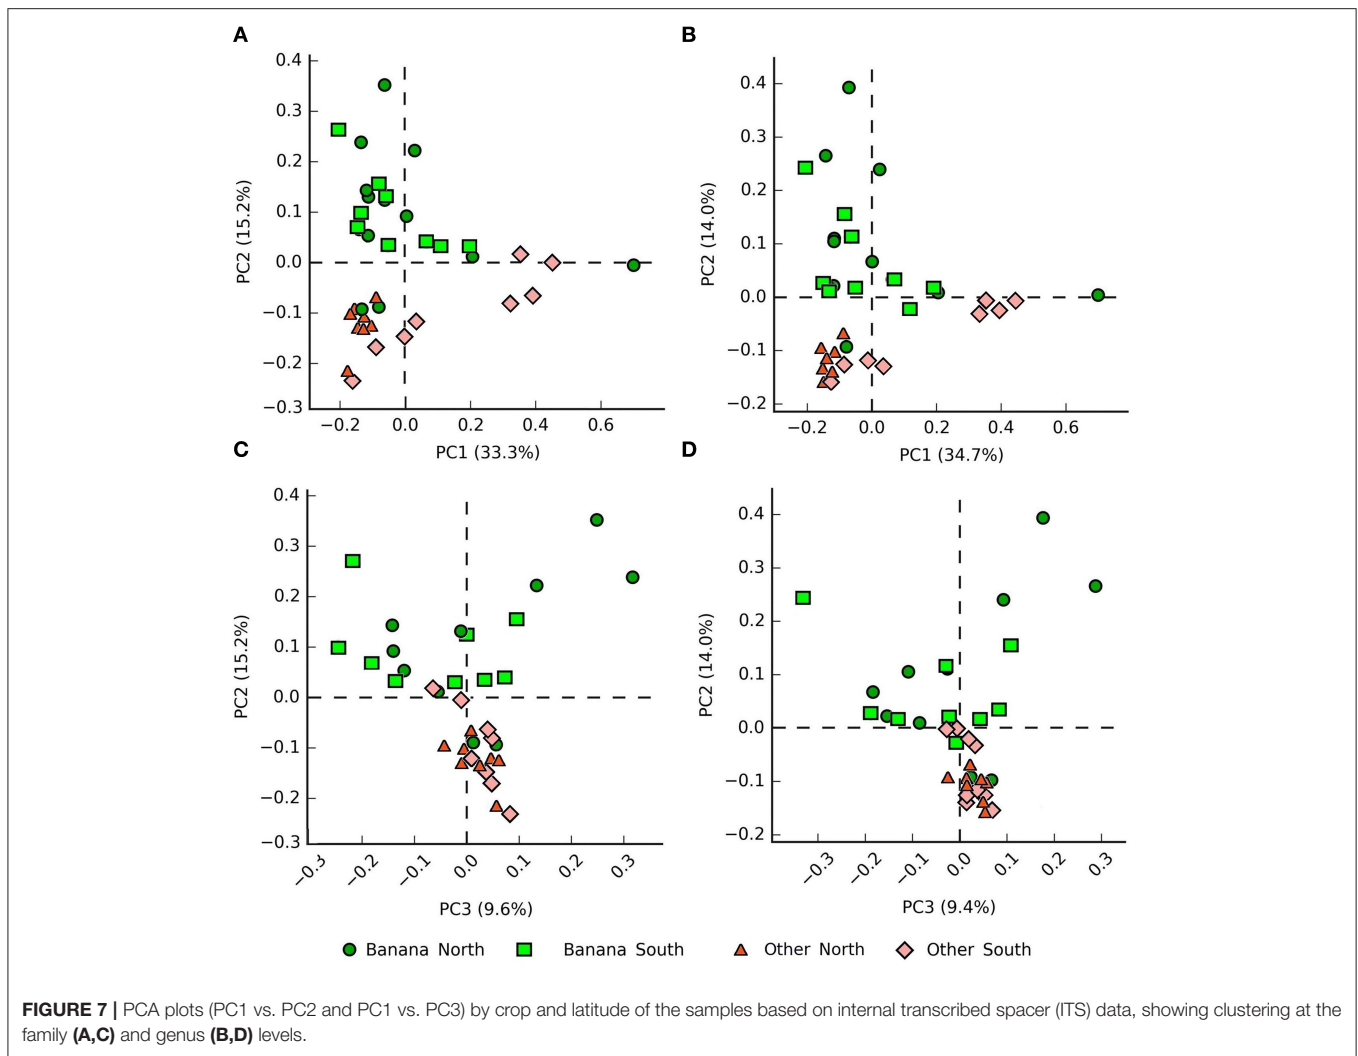 A
0.4
0.3
0.2
0.1
0.0
−0.1
−0.2
−0.3
PC2 (15.2%)
−0.2 0.0 0.2 0.4 0.6
PC1 (33.3%)
B
0.4
0.3
0.2
0.1
0.0
−0.1
−0.2
PC2 (14.0%)
−0.2 0.0 0.2 0.4 0.6
PC1 (34.7%)
C
0.4
0.3
0.2
0.1
0.0
−0.1
−0.2
−0.3
PC2 (15.2%)
−0.3 −0.2 −0.1 0.0 0.1 0.2 0.3
PC3 (9.6%)
D
0.4
0.3
0.2
0.1
0.0
−0.1
−0.2
PC2 (14.0%)
−0.3 −0.2 −0.1 0.0 0.1 0.2 0.3
PC3 (9.4%)
Banana North Banana South Other North Other South
FIGURE 7 | PCA plots (PC1 vs. PC2 and PC1 vs. PC3) by crop and latitude of the samples based on internal transcribed spacer (ITS) data, showing clustering at the
family (A,C) and genus (B,D) levels.